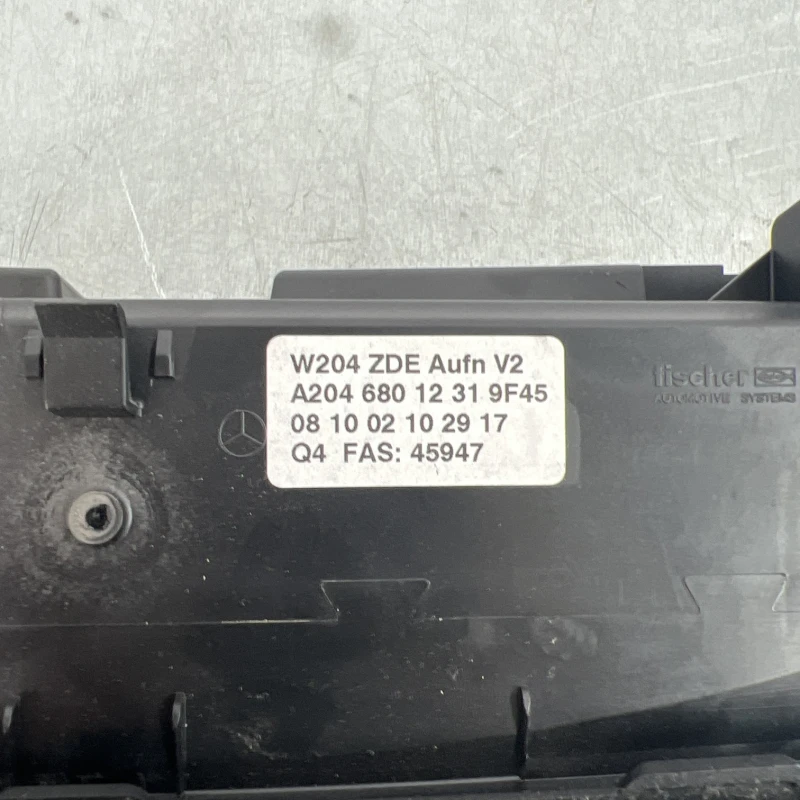 W204 ZDE Aufn V2
A204 680 12 31 9F45
08 10 02 10 29 17
Q4 FAS: 45947
fischer
AUTOMOTIVE SYSTEMS